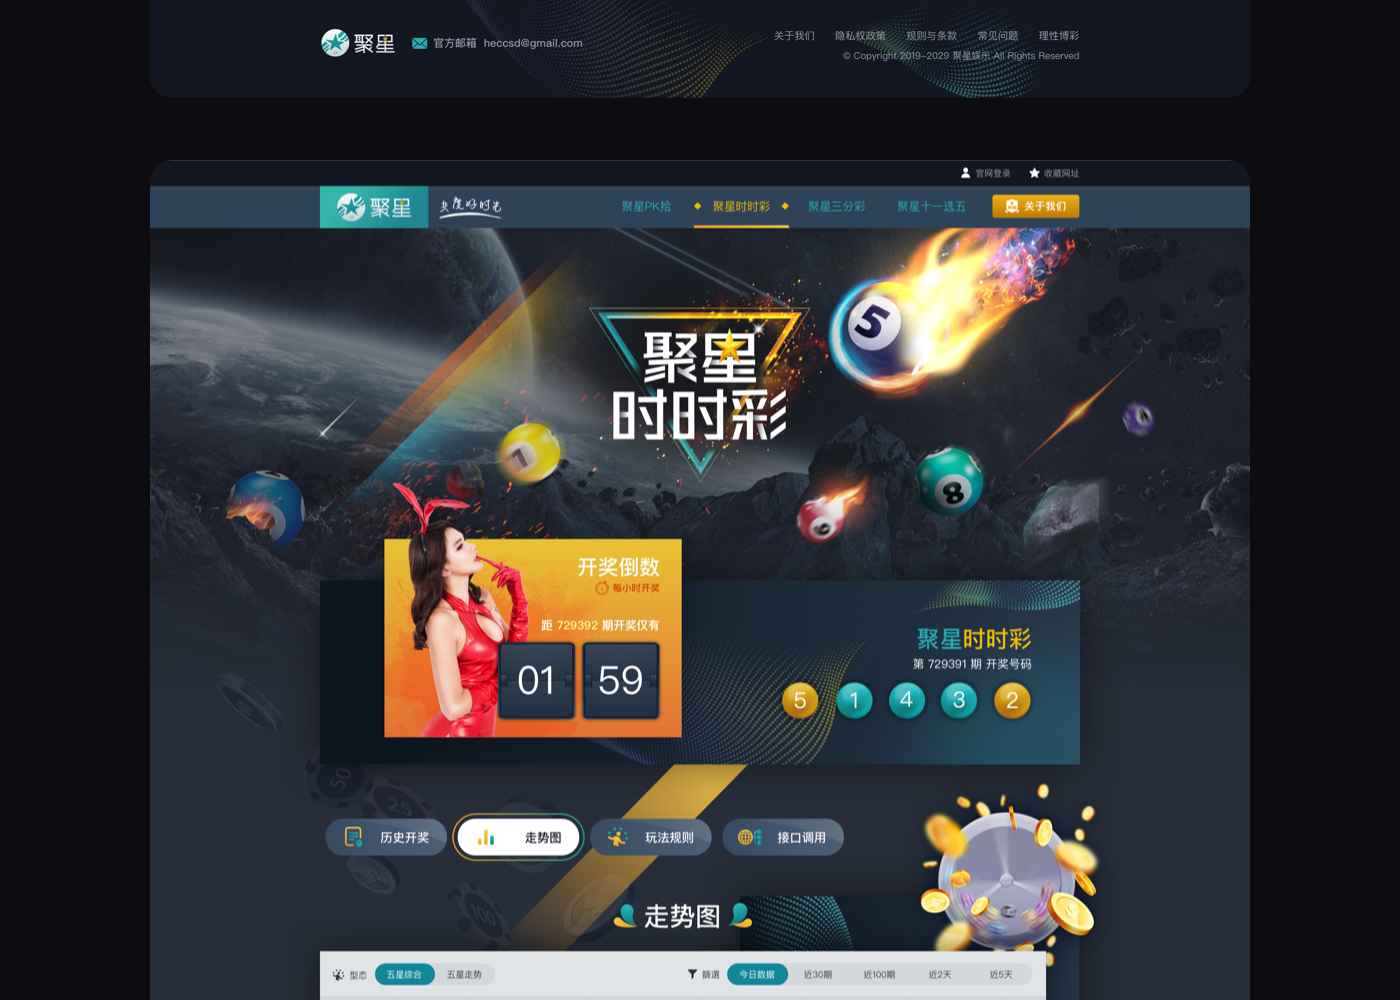 聚星
官方邮箱 heccsd@gmail.com
关于我们 隐私权政策 规则与条款 常见问题 理性博彩
© Copyright 2019-2029 聚星娱乐 All Rights Reserved
官网登录 收藏网址
聚星
聚星PK拾 聚星时时彩 聚星三分彩 聚星十一选五 关于我们
聚星
时时彩
5
1
8
开奖倒数
每小时开奖
距 729392 期开奖仅有
01 59
聚星时时彩
第 729391 期 开奖号码
5 1 4 3 2
50
25
100
历史开奖 走势图 玩法规则 接口调用
走势图
型态 五星综合 五星走势
篩選 今日数据 近30期 近100期 近2天 近5天